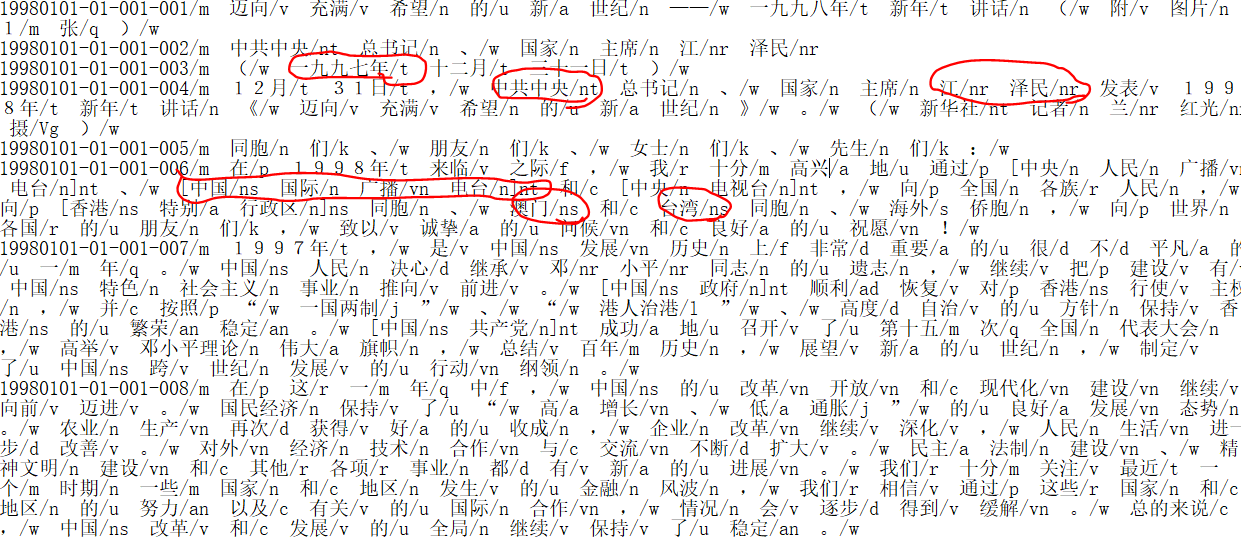 19980101-01-001-001/m 迈向/v 充满/v 希望/n 的/u 新/a 世纪/n ——/w 一九九八年/t 新年/t 讲话/n （/w 附/v 图片/n
１/m 张/q ）/w
19980101-01-001-002/m 中共中央/nt 总书记/n 、/w 国家/n 主席/n 江/nr 泽民/nr
19980101-01-001-003/m （/w 一九九七年/t 十二月/t 三十一日/t ）/w
19980101-01-001-004/m １２月/t ３１日/t ，/w 中共中央/nt 总书记/n 、/w 国家/n 主席/n 江/nr 泽民/nr 发表/v １９９
８年/t 新年/t 讲话/n 《/w 迈向/v 充满/v 希望/n 的/u 新/a 世纪/n 》/w 。/w （/w 新华社/nt 记者/n 兰/nr 红光/nr
摄/Vg ）/w
19980101-01-001-005/m 同胞/n 们/k 、/w 朋友/n 们/k 、/w 女士/n 们/k 、/w 先生/n 们/k ：/w
19980101-01-001-006/m 在/p １９９８年/t 来临/v 之际/f ，/w 我/r 十分/m 高兴/a 地/u 通过/p [中央/n 人民/n 广播/vn
电台/n]nt 、/w [中国/ns 国际/n 广播/vn 电台/n]nt 和/c [中央/n 电视台/n]nt ，/w 向/p 全国/n 各族/r 人民/n ，/w
向/p [香港/ns 特别/a 行政区/n]ns 同胞/n 、/w 澳门/ns 和/c 台湾/ns 同胞/n 、/w 海外/s 侨胞/n ，/w 向/p 世界/n
各国/r 的/u 朋友/n 们/k ，/w 致以/v 诚挚/a 的/u 问候/vn 和/c 良好/a 的/u 祝愿/vn ！/w
19980101-01-001-007/m １９９７年/t ，/w 是/v 中国/ns 发展/vn 历史/n 上/f 非常/d 重要/a 的/u 很/d 不/d 平凡/a 的
/u 一/m 年/q 。/w 中国/ns 人民/n 决心/d 继承/v 邓/nr 小平/nr 同志/n 的/u 遗志/n ，/w 继续/v 把/p 建设/v 有/
中国/ns 特色/n 社会主义/n 事业/n 推向/v 前进/v 。/w [中国/ns 政府/n]nt 顺利/ad 恢复/v 对/p 香港/ns 行使/v 主权
/n ，/w 并/c 按照/p “/w 一国两制/j ”/w 、/w “/w 港人治港/l ”/w 、/w 高度/d 自治/v 的/u 方针/n 保持/v 香
港/ns 的/u 繁荣/an 稳定/an 。/w [中国/ns 共产党/n]nt 成功/a 地/u 召开/v 了/u 第十五/m 次/q 全国/n 代表大会/n
，/w 高举/v 邓小平理论/n 伟大/a 旗帜/n ，/w 总结/v 百年/m 历史/n ，/w 展望/v 新/a 的/u 世纪/n ，/w 制定/v
了/u 中国/ns 跨/v 世纪/n 发展/v 的/u 行动/vn 纲领/n 。/w
19980101-01-001-008/m 在/p 这/r 一/m 年/q 中/f ，/w 中国/ns 的/u 改革/vn 开放/vn 和/c 现代化/vn 建设/vn 继续/v
向前/v 迈进/v 。/w 国民经济/n 保持/v 了/u “/w 高/a 增长/vn 、/w 低/a 通胀/j ”/w 的/u 良好/a 发展/vn 态势/n
。/w 农业/n 生产/vn 再次/d 获得/v 好/a 的/u 收成/n ，/w 企业/n 改革/vn 继续/v 深化/v ，/w 人民/n 生活/vn 进一
步/d 改善/v 。/w 对外/vn 经济/n 技术/n 合作/vn 与/c 交流/vn 不断/d 扩大/v 。/w 民主/a 法制/n 建设/vn 、/w 精
神文明/n 建设/vn 和/c 其他/r 各项/r 事业/n 都/d 有/v 新/a 的/u 进展/vn 。/w 我们/r 十分/m 关注/v 最近/t 一
个/m 时期/n 一些/m 国家/n 和/c 地区/n 发生/v 的/u 金融/n 风波/n ，/w 我们/r 相信/v 通过/p 这些/r 国家/n 和/c
地区/n 的/u 努力/an 以及/c 有关/v 的/u 国际/n 合作/vn ，/w 情况/n 会/v 逐步/d 得到/v 缓解/vn 。/w 总的来说/c
，/w 中国/ns 改革/v 和/c 发展/v 的/u 全局/n 继续/v 保持/v 了/u 稳定/an 。/w